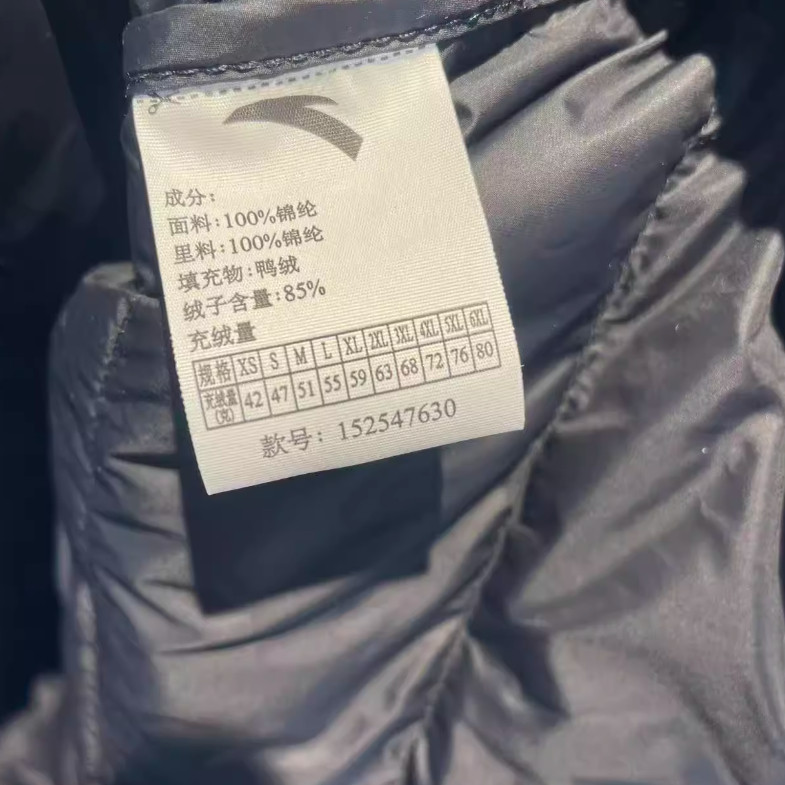 成分:
面料:100%锦纶
里料:100%锦纶
填充物:鸭绒
绒子含量:85%
充绒量
规格 XS S M L XL 2XL 3XL 4XL 5XL 6XL
充绒量(克) 42 47 51 55 59 63 68 72 76 80
款号: 152547630